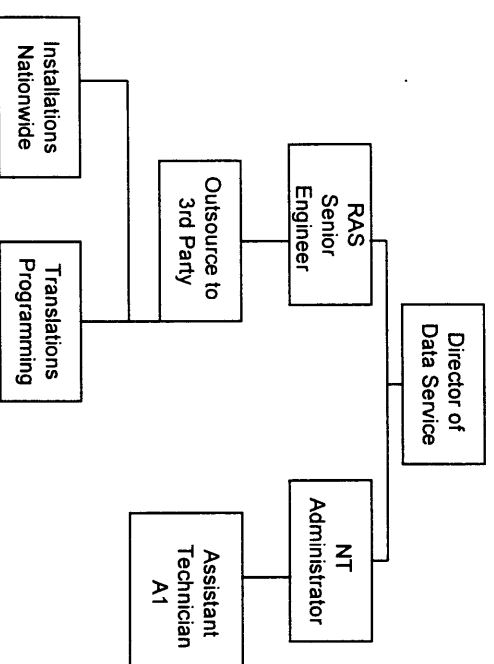 Director of
Data Service
RAS
Senior
Engineer
NT
Administrator
Outsource to
3rd Party
Assistant
Technician
A1
Installations
Nationwide
Translations
Programming